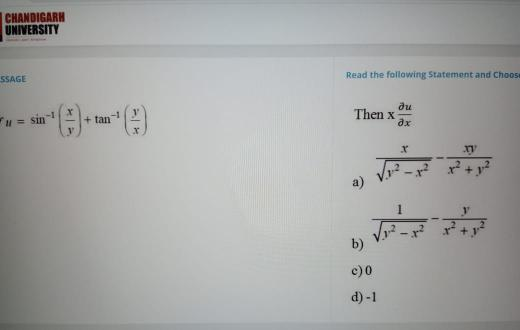 CHANDIGARH
UNIVERSITY
SSAGE
Read the following Statement and Choose
f u = sin⁻¹(x/y) + tan⁻¹(y/x)
Then x ∂u/∂x
a) x/√(y² − x²) − xy/(x² + y²)
b) 1/√(y² − x²) − y/(x² + y²)
c) 0
d) -1